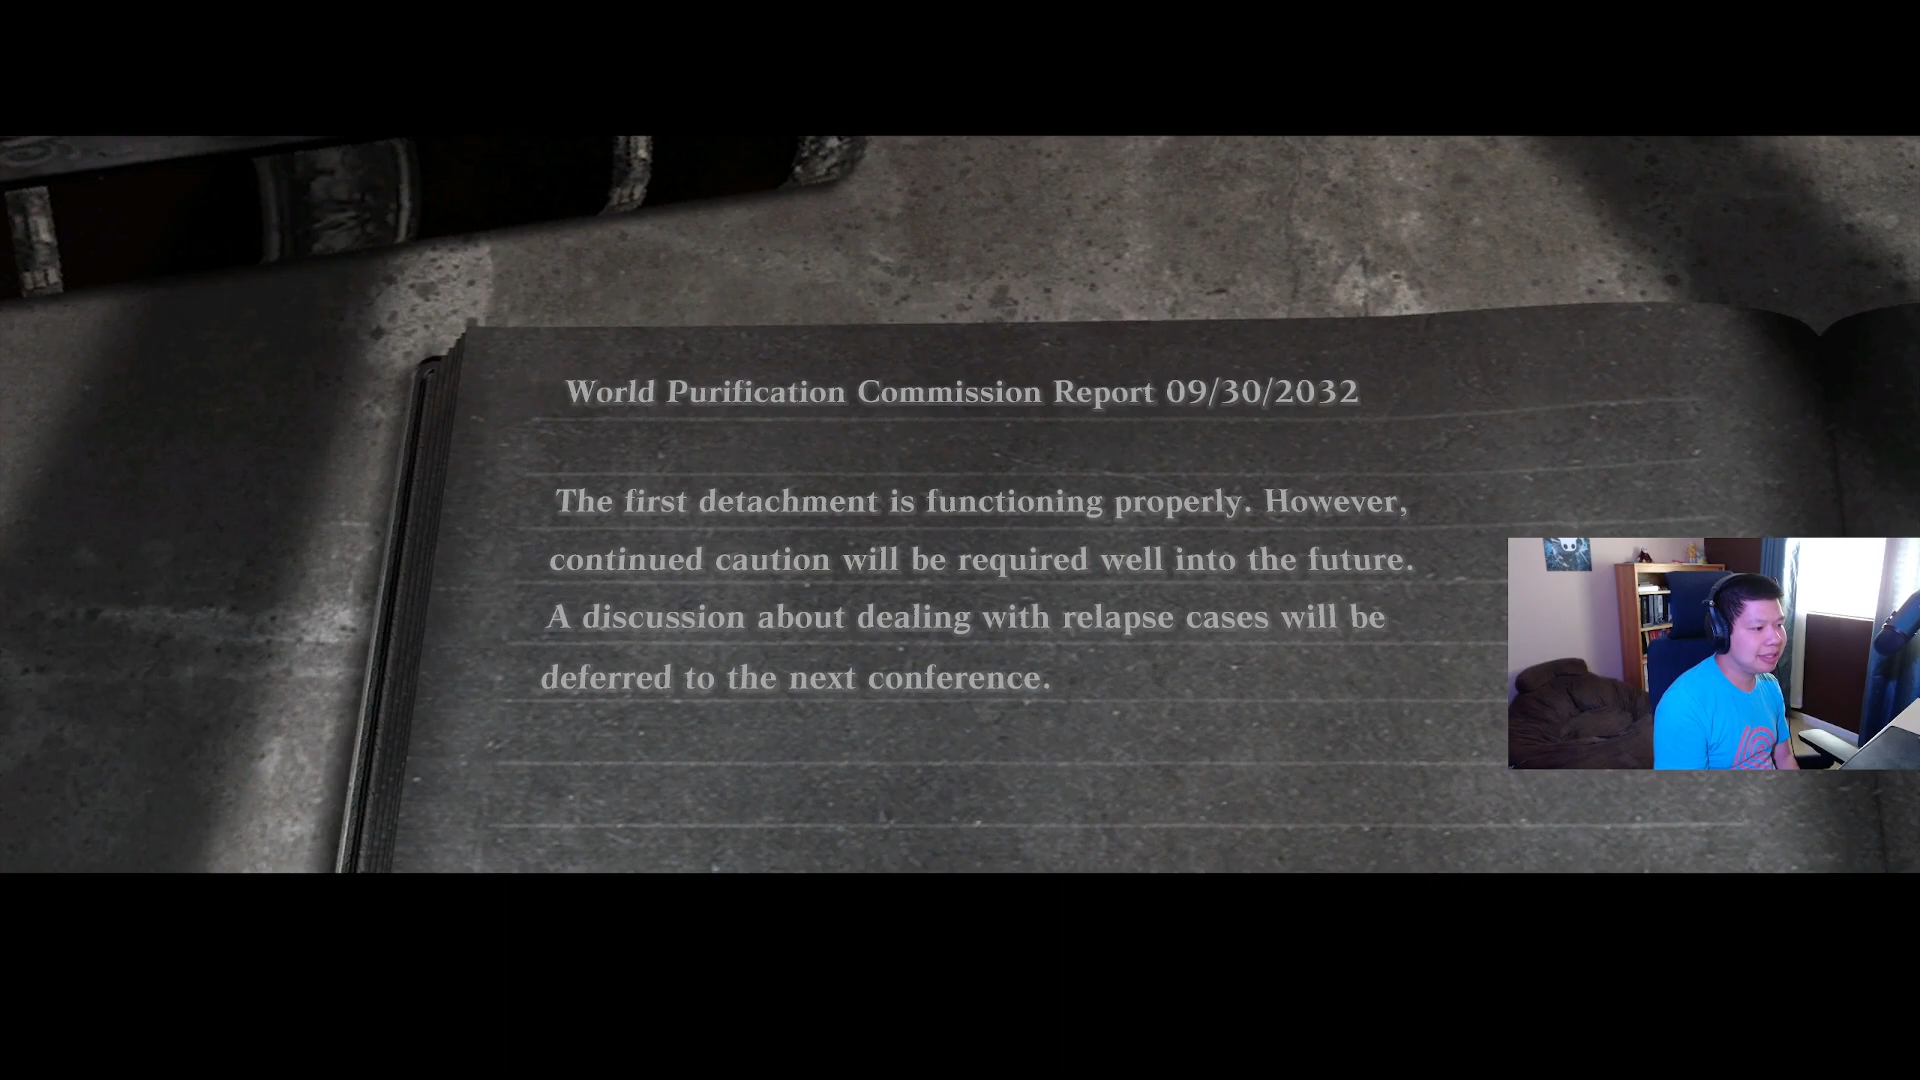 World Purification Commission Report 09/30/2032
The first detachment is functioning properly. However,
continued caution will be required well into the future.
A discussion about dealing with relapse cases will be
deferred to the next conference.